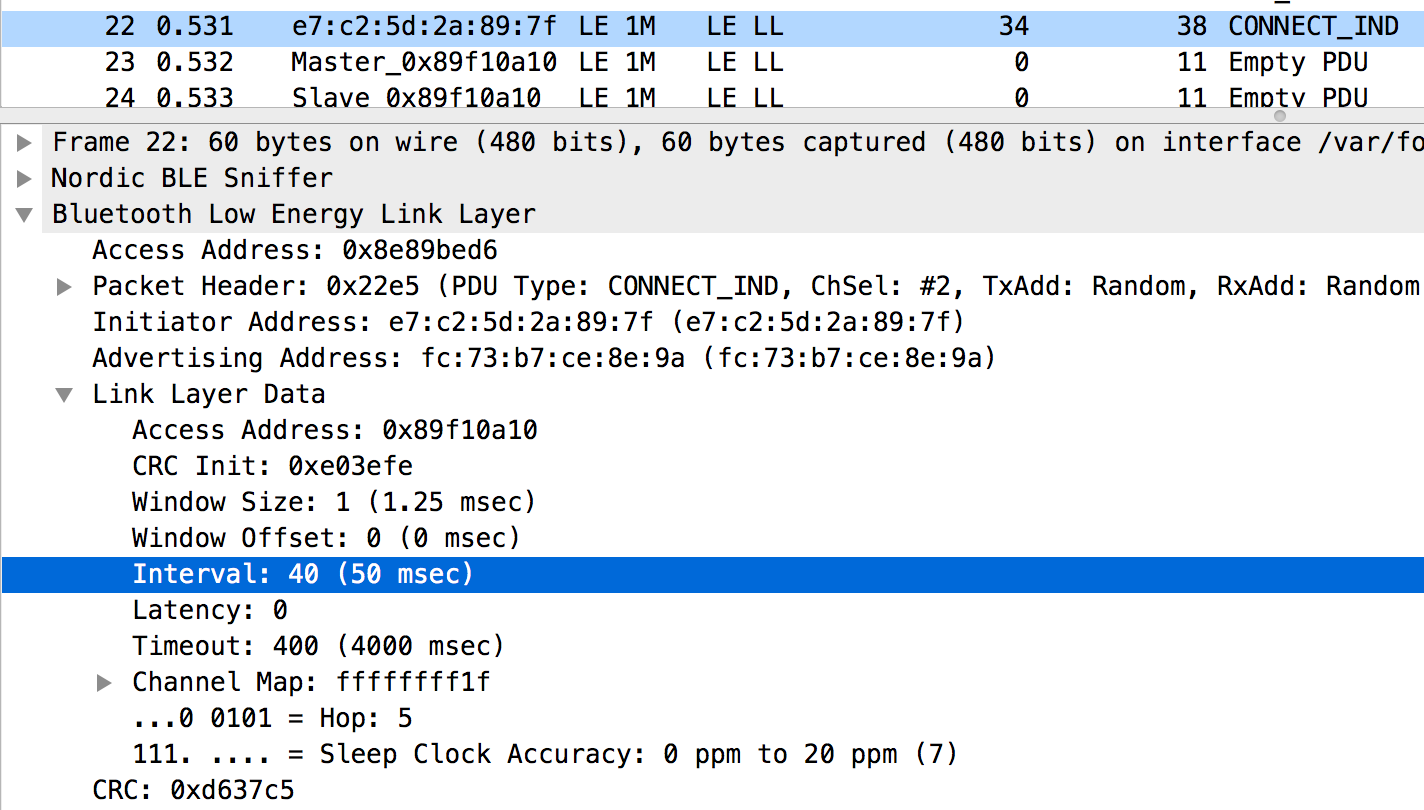 22 0.531 e7:c2:5d:2a:89:7f LE 1M LE LL 34 38 CONNECT_IND
23 0.532 Master_0x89f10a10 LE 1M LE LL 0 11 Empty PDU
24 0.533 Slave_0x89f10a10 LE 1M LE LL 0 11 Empty PDU
Frame 22: 60 bytes on wire (480 bits), 60 bytes captured (480 bits) on interface /var/fo
Nordic BLE Sniffer
Bluetooth Low Energy Link Layer
Access Address: 0x8e89bed6
Packet Header: 0x22e5 (PDU Type: CONNECT_IND, ChSel: #2, TxAdd: Random, RxAdd: Random
Initiator Address: e7:c2:5d:2a:89:7f (e7:c2:5d:2a:89:7f)
Advertising Address: fc:73:b7:ce:8e:9a (fc:73:b7:ce:8e:9a)
Link Layer Data
Access Address: 0x89f10a10
CRC Init: 0xe03efe
Window Size: 1 (1.25 msec)
Window Offset: 0 (0 msec)
Interval: 40 (50 msec)
Latency: 0
Timeout: 400 (4000 msec)
Channel Map: ffffffff1f
...0 0101 = Hop: 5
111. .... = Sleep Clock Accuracy: 0 ppm to 20 ppm (7)
CRC: 0xd637c5